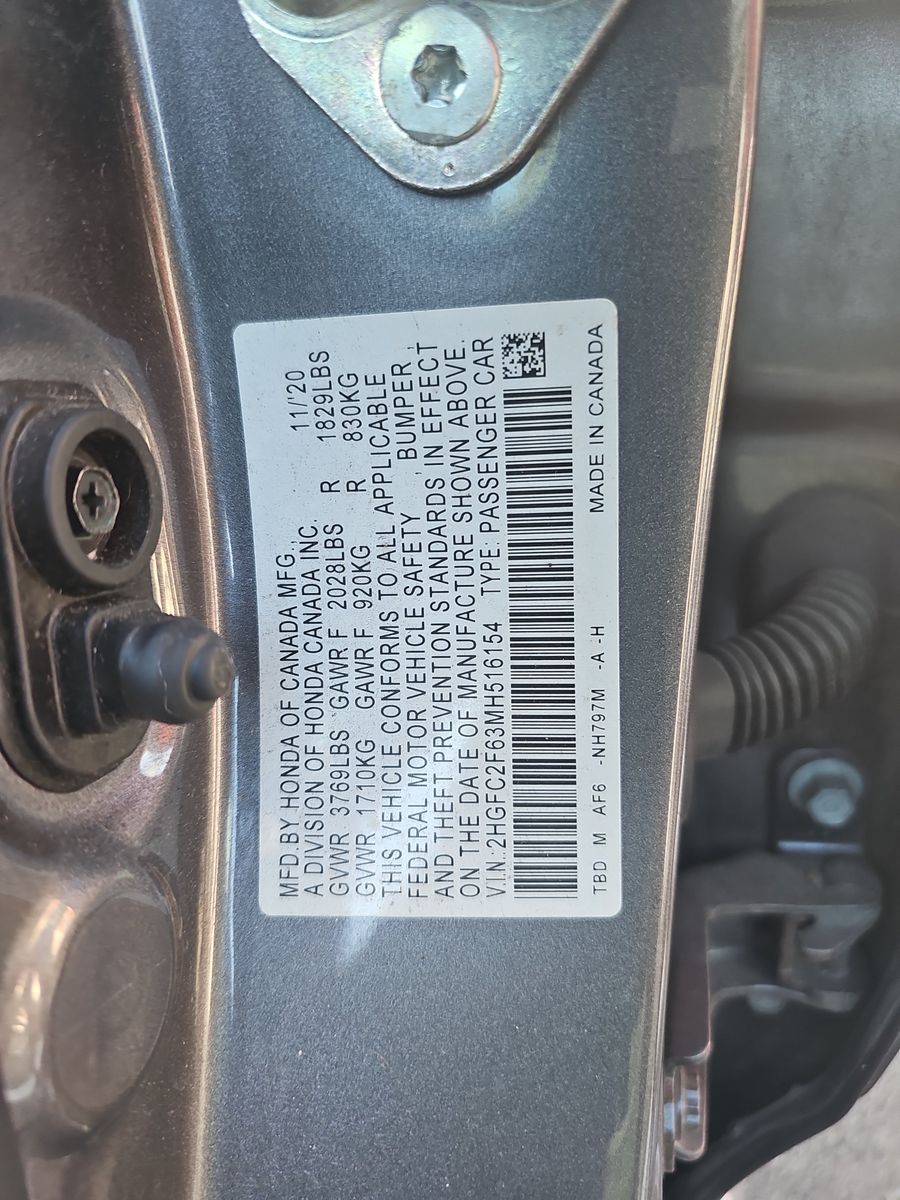 MFD.BY HONDA OF CANADA MFG., 11/'20
A DIVISION OF HONDA CANADA INC.
GVWR 3769LBS GAWR F 2028LBS R 1829LBS
GVWR 1710KG GAWR F 920KG R 830KG
THIS VEHICLE CONFORMS TO ALL APPLICABLE
FEDERAL MOTOR VEHICLE SAFETY , BUMPER ,
AND THEFT PREVENTION STANDARDS IN EFFECT
ON THE DATE OF MANUFACTURE SHOWN ABOVE.
V.I.N.:2HGFC2F63MH516154 TYPE:PASSENGER CAR
TBD M AF6 -NH797M -A -H MADE IN CANADA